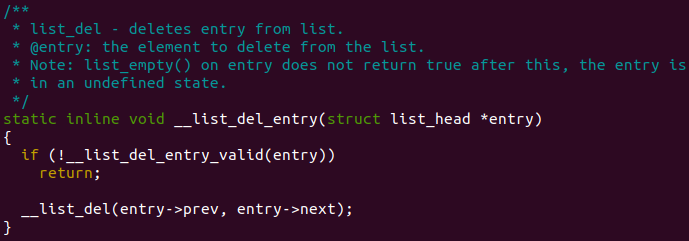 /**
 * list_del - deletes entry from list.
 * @entry: the element to delete from the list.
 * Note: list_empty() on entry does not return true after this, the entry is
 * in an undefined state.
 */
static inline void __list_del_entry(struct list_head *entry)
{
  if (!__list_del_entry_valid(entry))
    return;

  __list_del(entry->prev, entry->next);
}